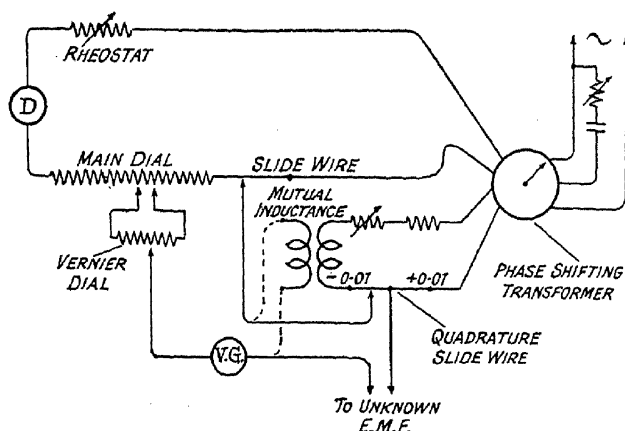 RHEOSTAT
D
MAIN DIAL
SLIDE WIRE
MUTUAL
INDUCTANCE
VERNIER
DIAL
PHASE SHIFTING
TRANSFORMER
- 0·01
+0·01
QUADRATURE
SLIDE WIRE
V.G.
TO UNKNOWN
E.M.F.